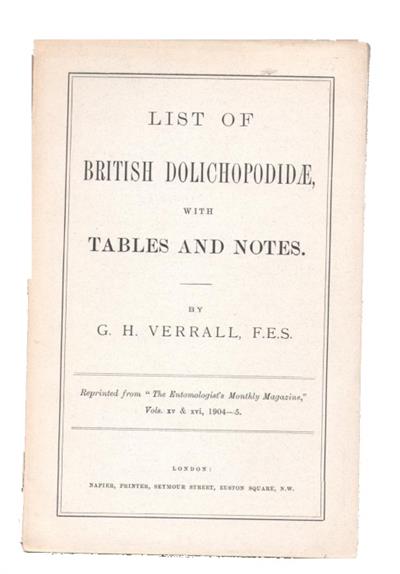 LIST OF
BRITISH DOLICHOPODIDÆ,
WITH
TABLES AND NOTES.
BY
G. H. VERRALL, F.E.S.
Reprinted from "The Entomologist's Monthly Magazine,"
Vols. xv & xvi, 1904—5.
LONDON:
NAPIER, PRINTER, SEYMOUR STREET, EUSTON SQUARE, N.W.